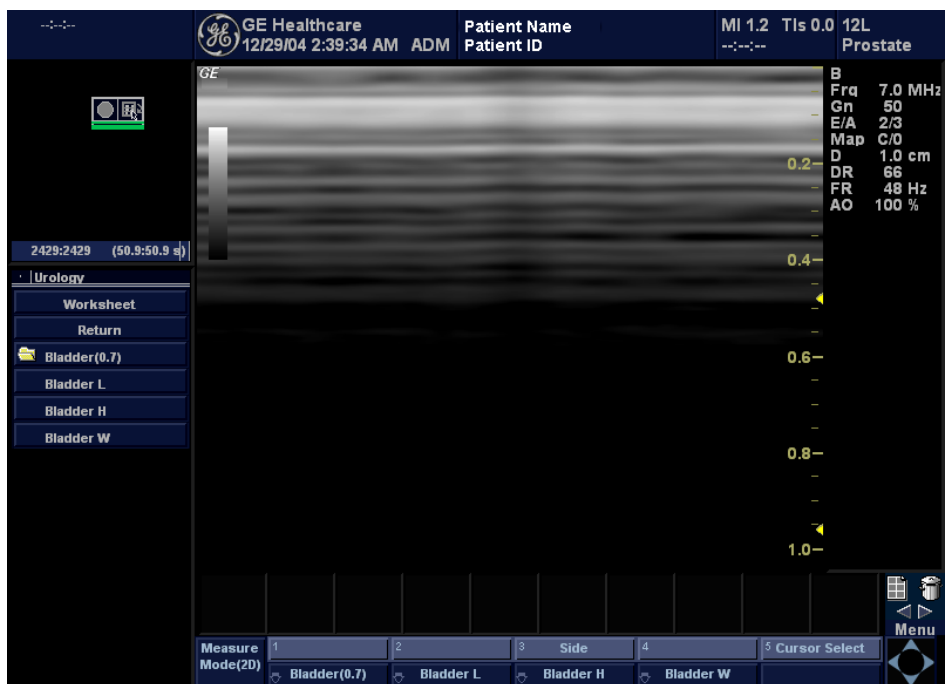 --:--:--
GE Healthcare
12/29/04 2:39:34 AM ADM
Patient Name
Patient ID
MI 1.2 TIs 0.0
--:--:--
12L
Prostate
GE
B
Frq 7.0 MHz
Gn 50
E/A 2/3
Map C/0
D 1.0 cm
DR 66
FR 48 Hz
AO 100 %
0.2
0.4
0.6
0.8
1.0
2429:2429 (50.9:50.9 s)
Urology
Worksheet
Return
Bladder(0.7)
Bladder L
Bladder H
Bladder W
Menu
Measure
Mode(2D)
1
2
3 Side
4
5 Cursor Select
Bladder(0.7)
Bladder L
Bladder H
Bladder W